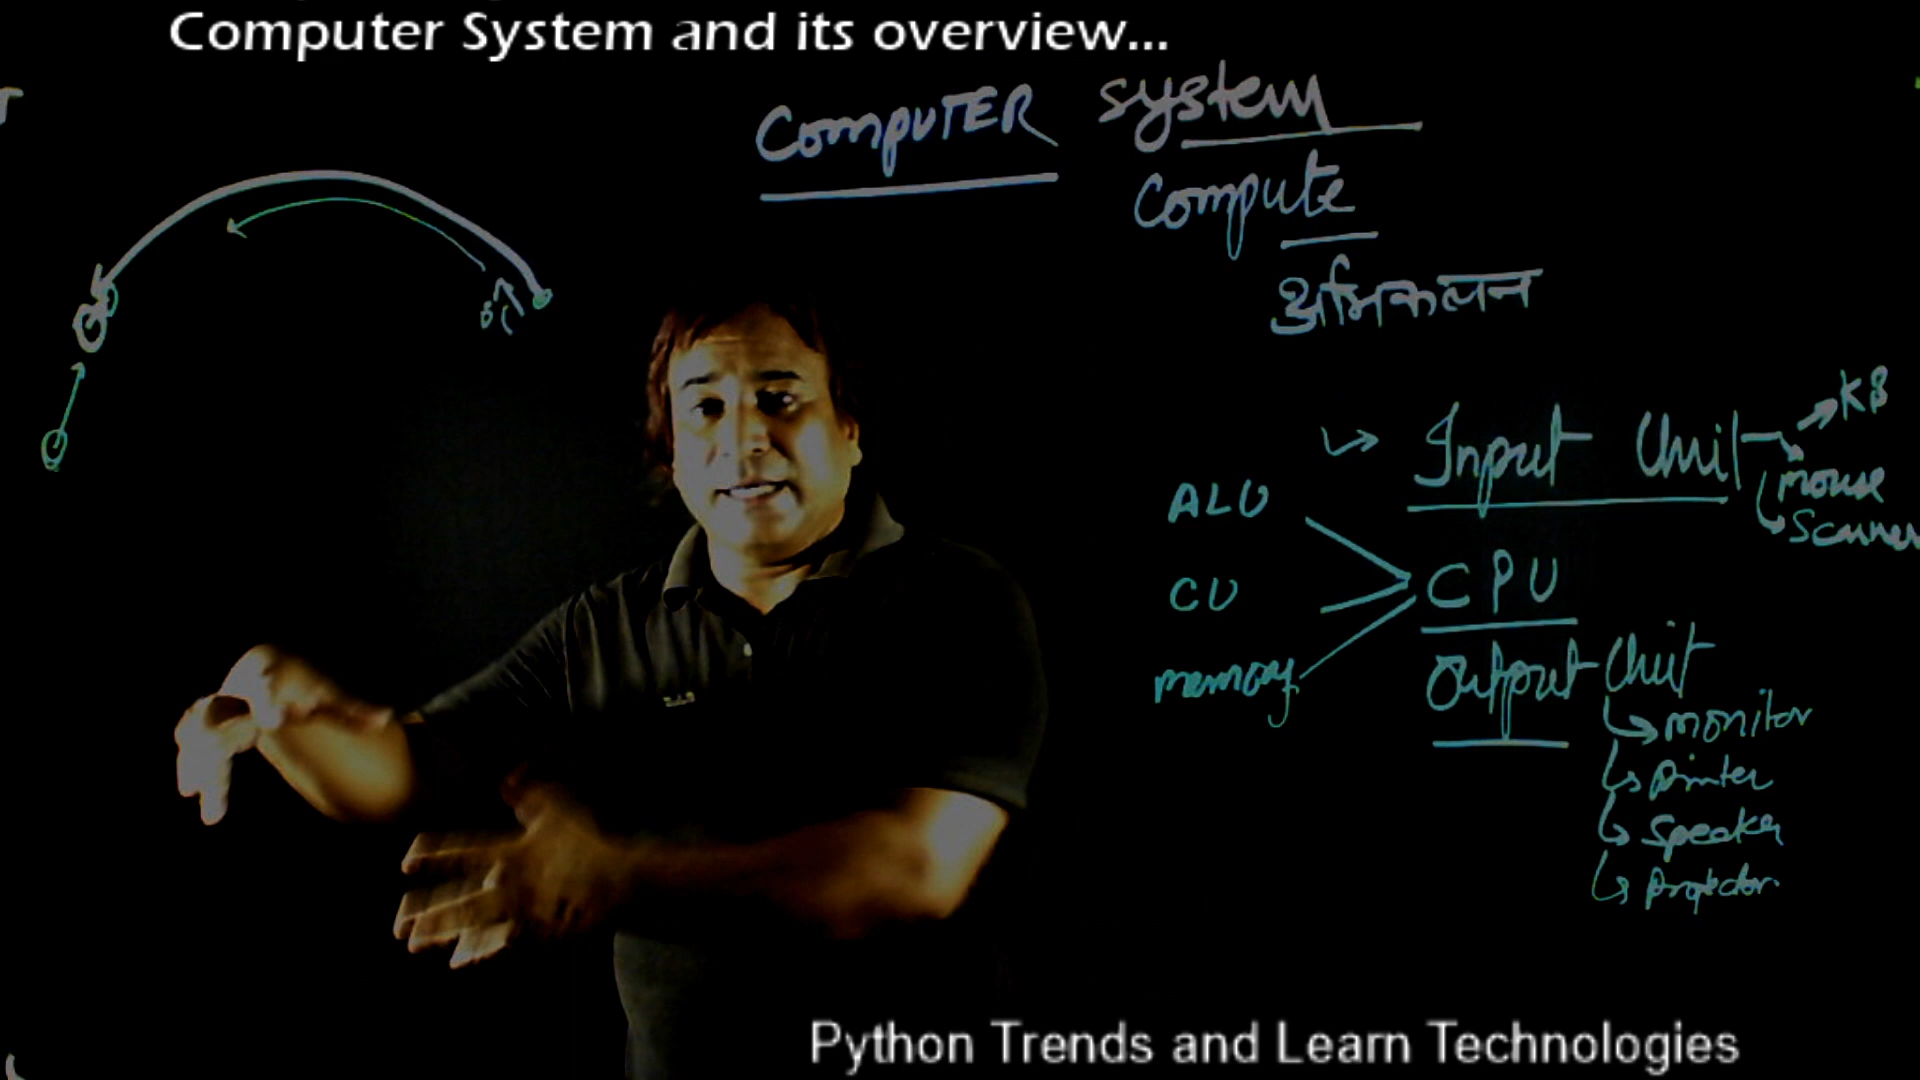 Computer System and its overview...
COMPUTER system
Compute
अभिकलन
Input Unit
KB
mouse
Scanner
ALU
CU
memory
CPU
Output Unit
monitor
printer
speaker
projector
Python Trends and Learn Technologies